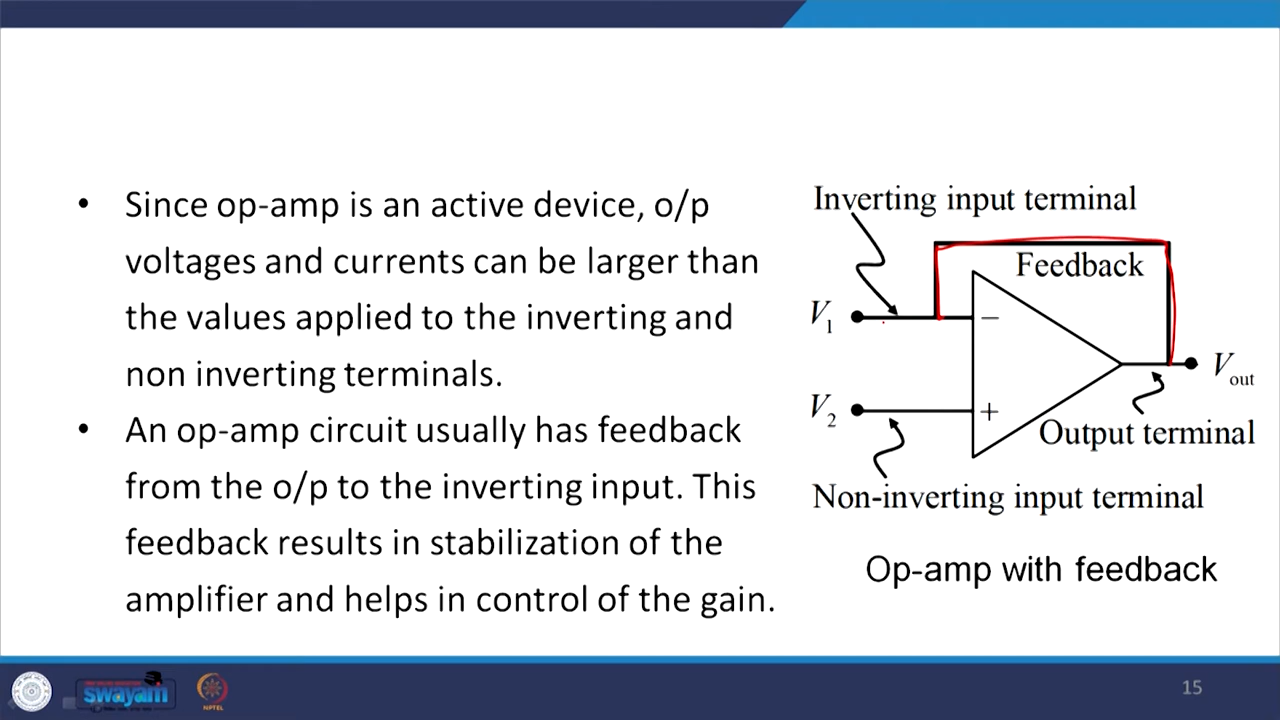 • Since op-amp is an active device, o/p
voltages and currents can be larger than
the values applied to the inverting and
non inverting terminals.
• An op-amp circuit usually has feedback
from the o/p to the inverting input. This
feedback results in stabilization of the
amplifier and helps in control of the gain.
Inverting input terminal
Feedback
V1
−
V2
+
Vout
Output terminal
Non-inverting input terminal
Op-amp with feedback
swayam
NPTEL
15